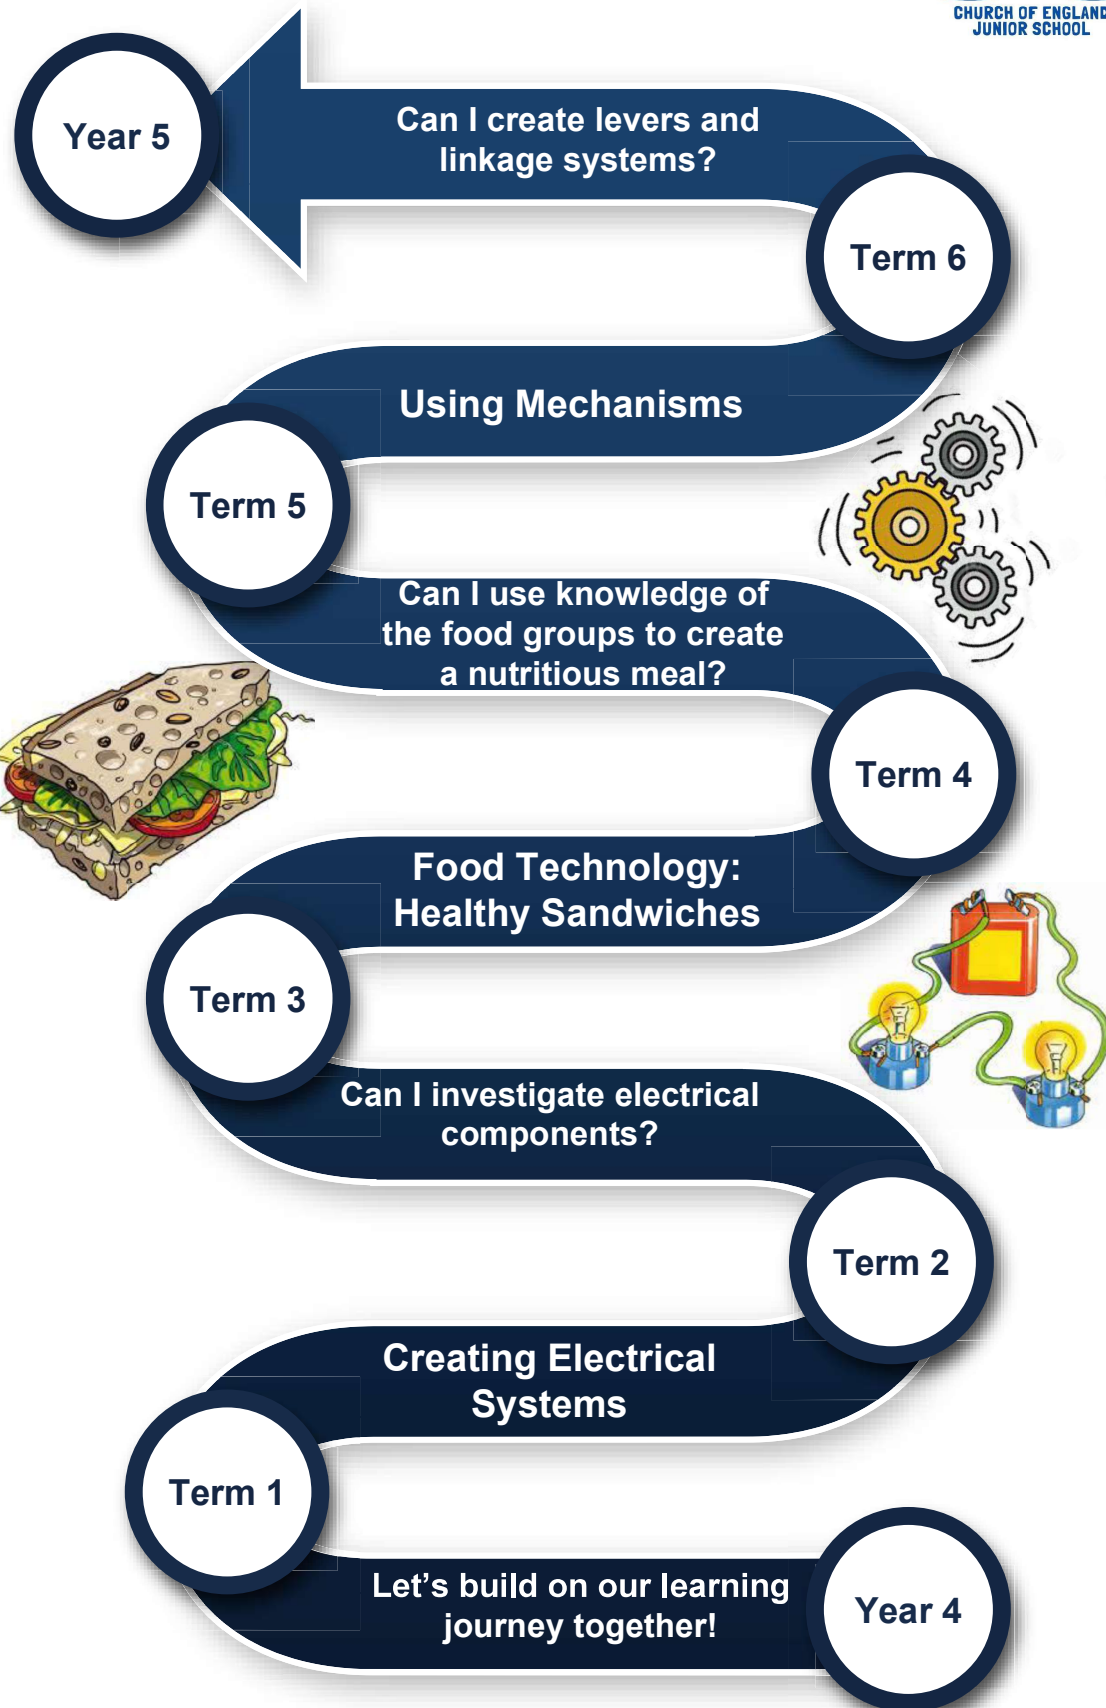 CHURCH OF ENGLAND
JUNIOR SCHOOL
Year 5
Can I create levers and
linkage systems?
Term 6
Using Mechanisms
Term 5
Can I use knowledge of
the food groups to create
a nutritious meal?
Term 4
Food Technology:
Healthy Sandwiches
Term 3
Can I investigate electrical
components?
Term 2
Creating Electrical
Systems
Term 1
Let's build on our learning
journey together!
Year 4